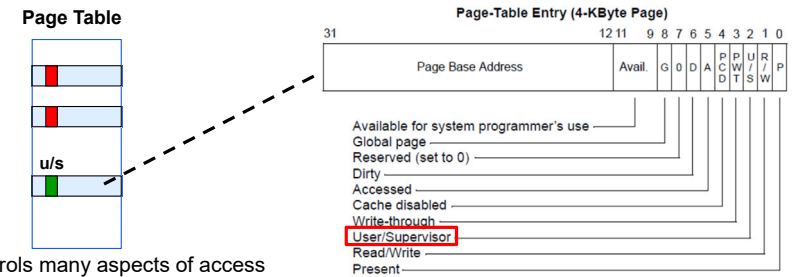 Page Table
u/s
rols many aspects of access
Page-Table Entry (4-KByte Page)
31 12 11 9 8 7 6 5 4 3 2 1 0
Page Base Address Avail. G 0 D A PCD PWT U/S R/W P
Available for system programmer's use
Global page
Reserved (set to 0)
Dirty
Accessed
Cache disabled
Write-through
User/Supervisor
Read/Write
Present